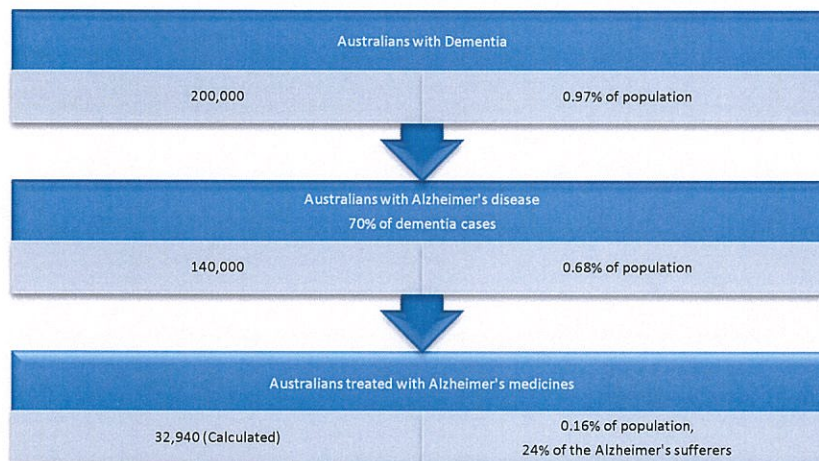 Australians with Dementia
200,000
0.97% of population
Australians with Alzheimer's disease
70% of dementia cases
140,000
0.68% of population
Australians treated with Alzheimer's medicines
32,940 (Calculated)
0.16% of population,
24% of the Alzheimer's sufferers